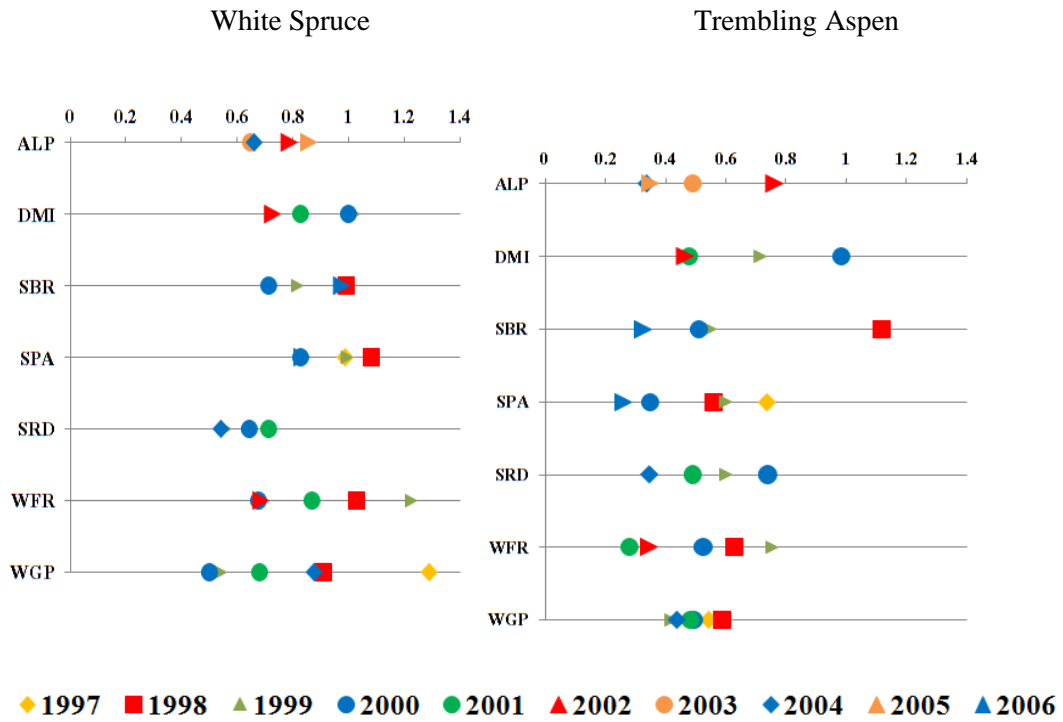 White Spruce
Trembling Aspen
0 0.2 0.4 0.6 0.8 1 1.2 1.4
ALP
DMI
SBR
SPA
SRD
WFR
WGP
0 0.2 0.4 0.6 0.8 1 1.2 1.4
ALP
DMI
SBR
SPA
SRD
WFR
WGP
1997 1998 1999 2000 2001 2002 2003 2004 2005 2006